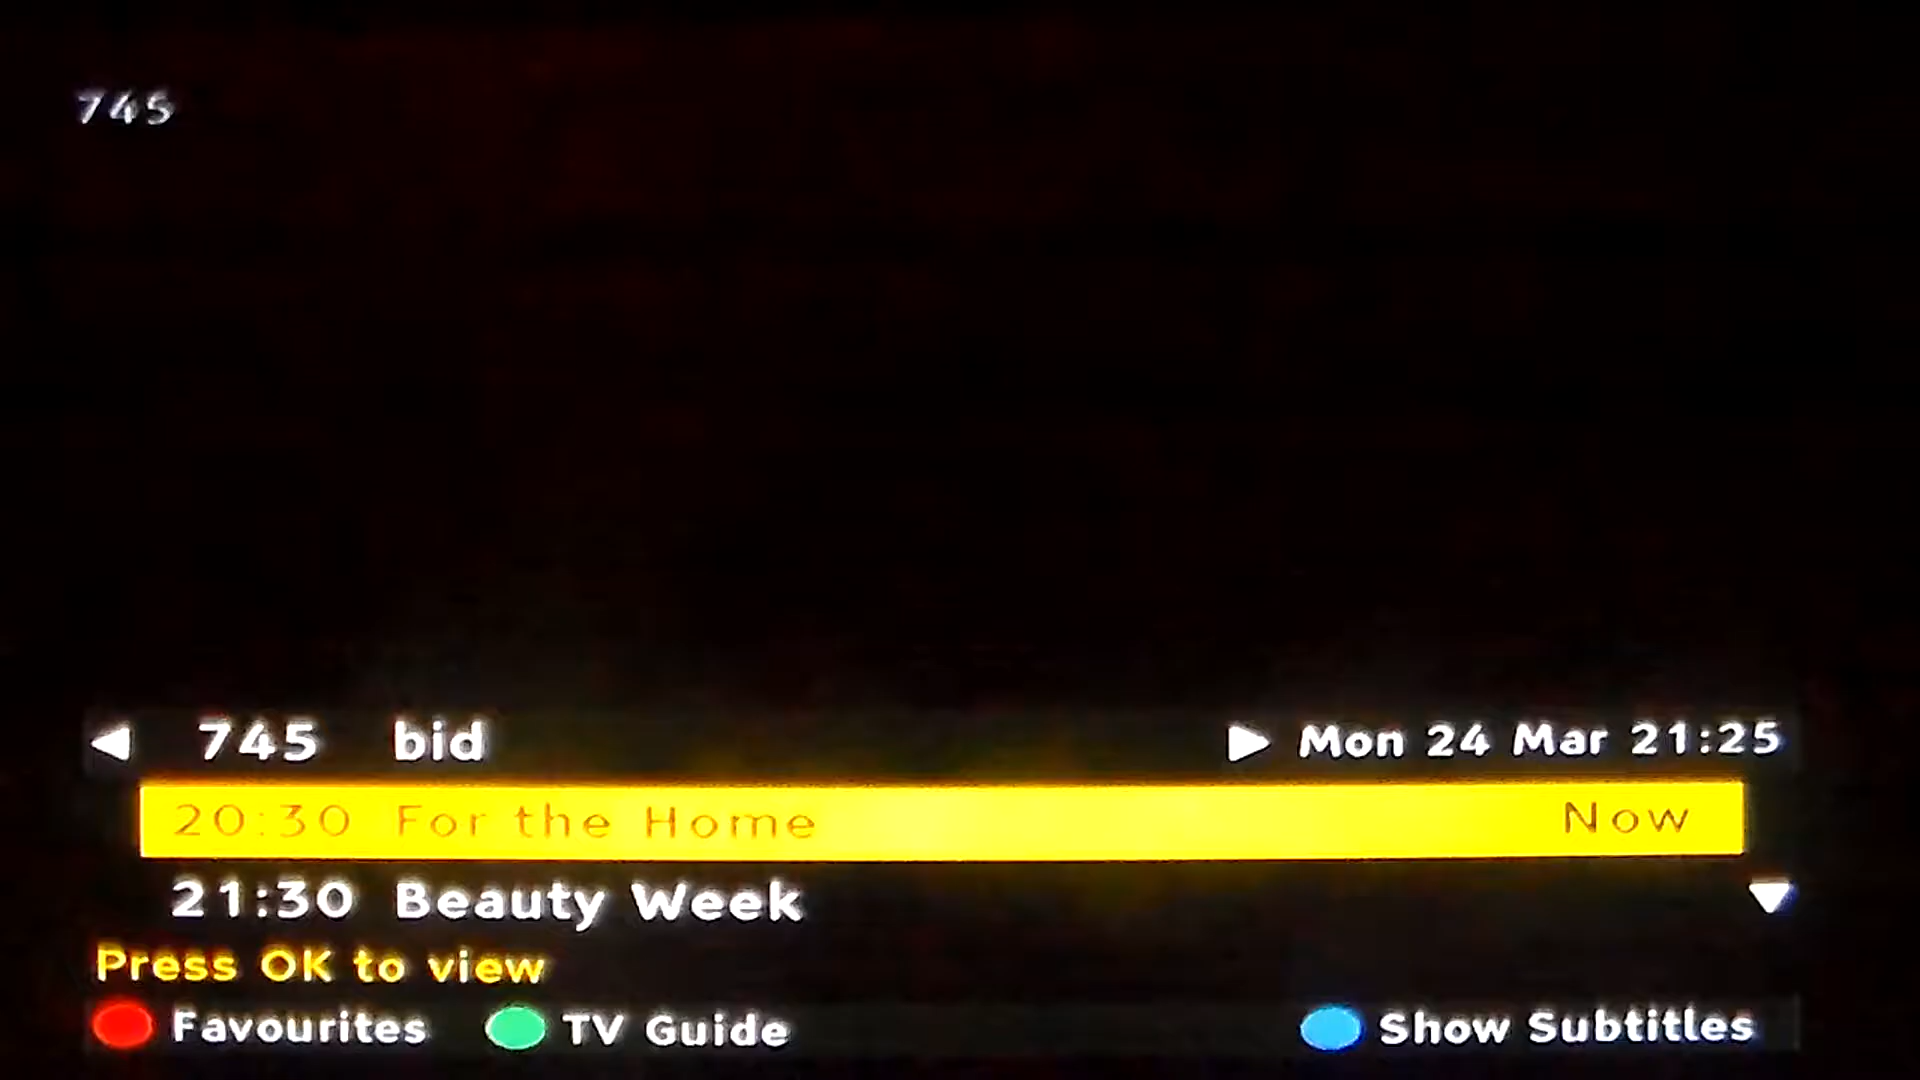 745
745 bid Mon 24 Mar 21:25
20:30 For the Home Now
21:30 Beauty Week
Press OK to view
Favourites TV Guide Show Subtitles